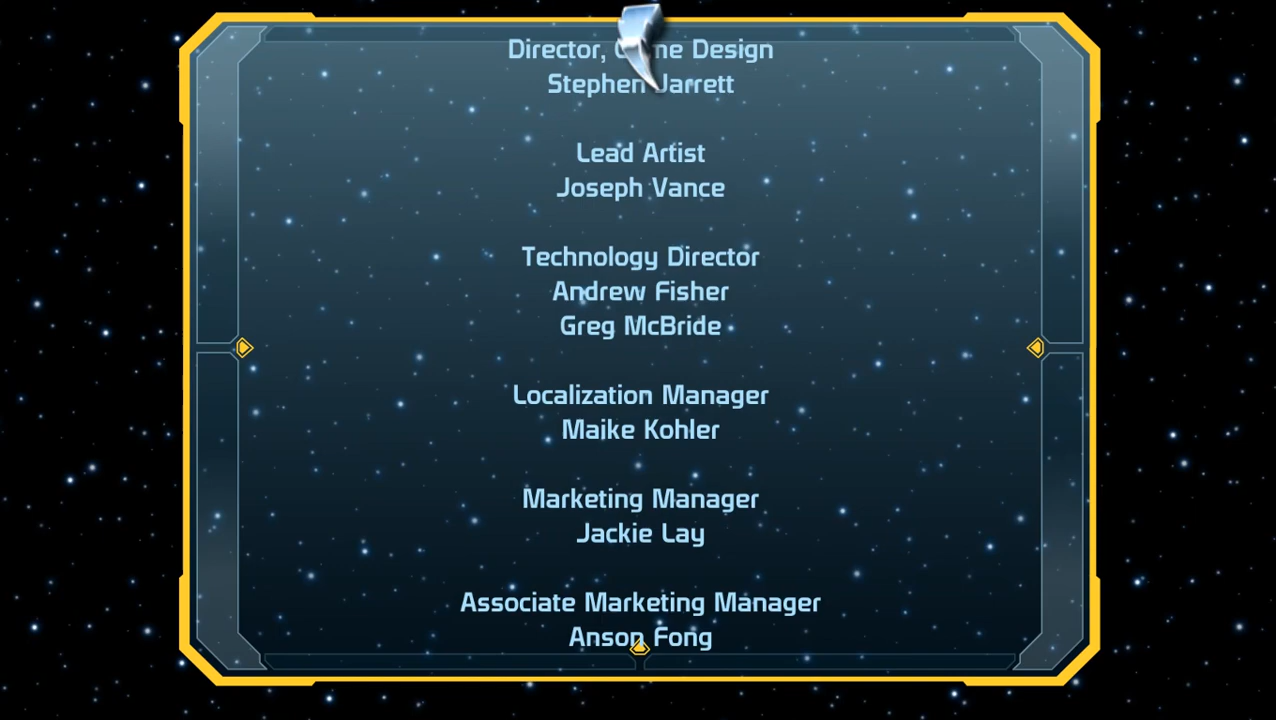 Director, Game Design
Stephen Jarrett
Lead Artist
Joseph Vance
Technology Director
Andrew Fisher
Greg McBride
Localization Manager
Maike Kohler
Marketing Manager
Jackie Lay
Associate Marketing Manager
Anson Fong